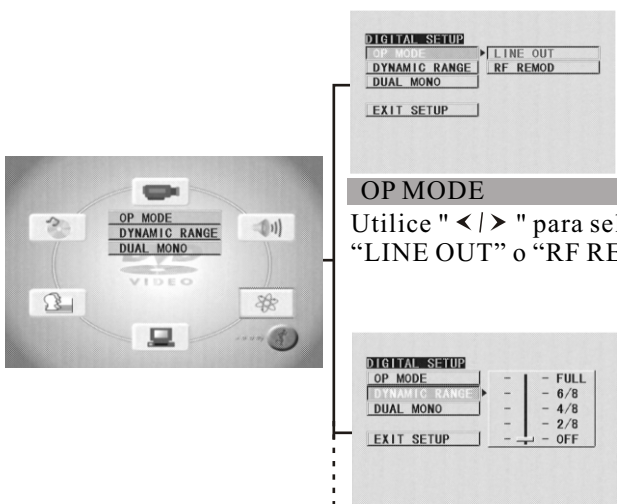 DIGITAL SETUP
OP MODE
LINE OUT
DYNAMIC RANGE
RF REMOD
DUAL MONO
EXIT SETUP
OP MODE
DYNAMIC RANGE
DUAL MONO
DVD
VIDEO
OP MODE
Utilice " < / > " para
“LINE OUT” o “RF
DIGITAL SETUP
OP MODE
- - FULL
DYNAMIC RANGE
- - 6/8
DUAL MONO
- - 4/8
- - 2/8
EXIT SETUP
- - OFF